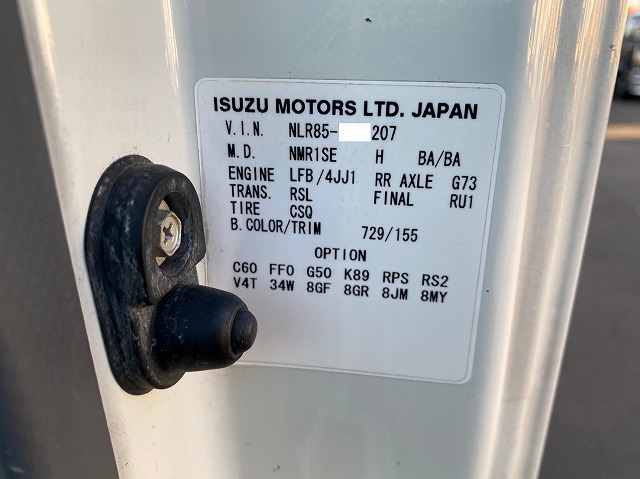 ISUZU MOTORS LTD. JAPAN
V.I.N. NLR85- 207
M.D. NMR1SE H BA/BA
ENGINE LFB/4JJ1 RR AXLE G73
TRANS. RSL FINAL RU1
TIRE CSQ
B.COLOR/TRIM 729/155
OPTION
C60 FF0 G50 K89 RPS RS2
V4T 34W 8GF 8GR 8JM 8MY